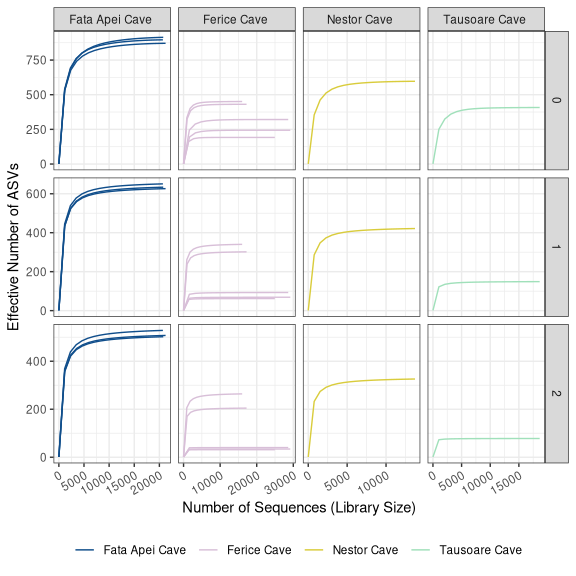 Fata Apei Cave Ferice Cave Nestor Cave Tausoare Cave
Effective Number of ASVs
750
500
250
0
0
600
400
200
0
1
400
200
0
2
0 5000 10000 15000 20000 0 10000 20000 30000 0 5000 10000 0 5000 10000 15000
Number of Sequences (Library Size)
Fata Apei Cave Ferice Cave Nestor Cave Tausoare Cave